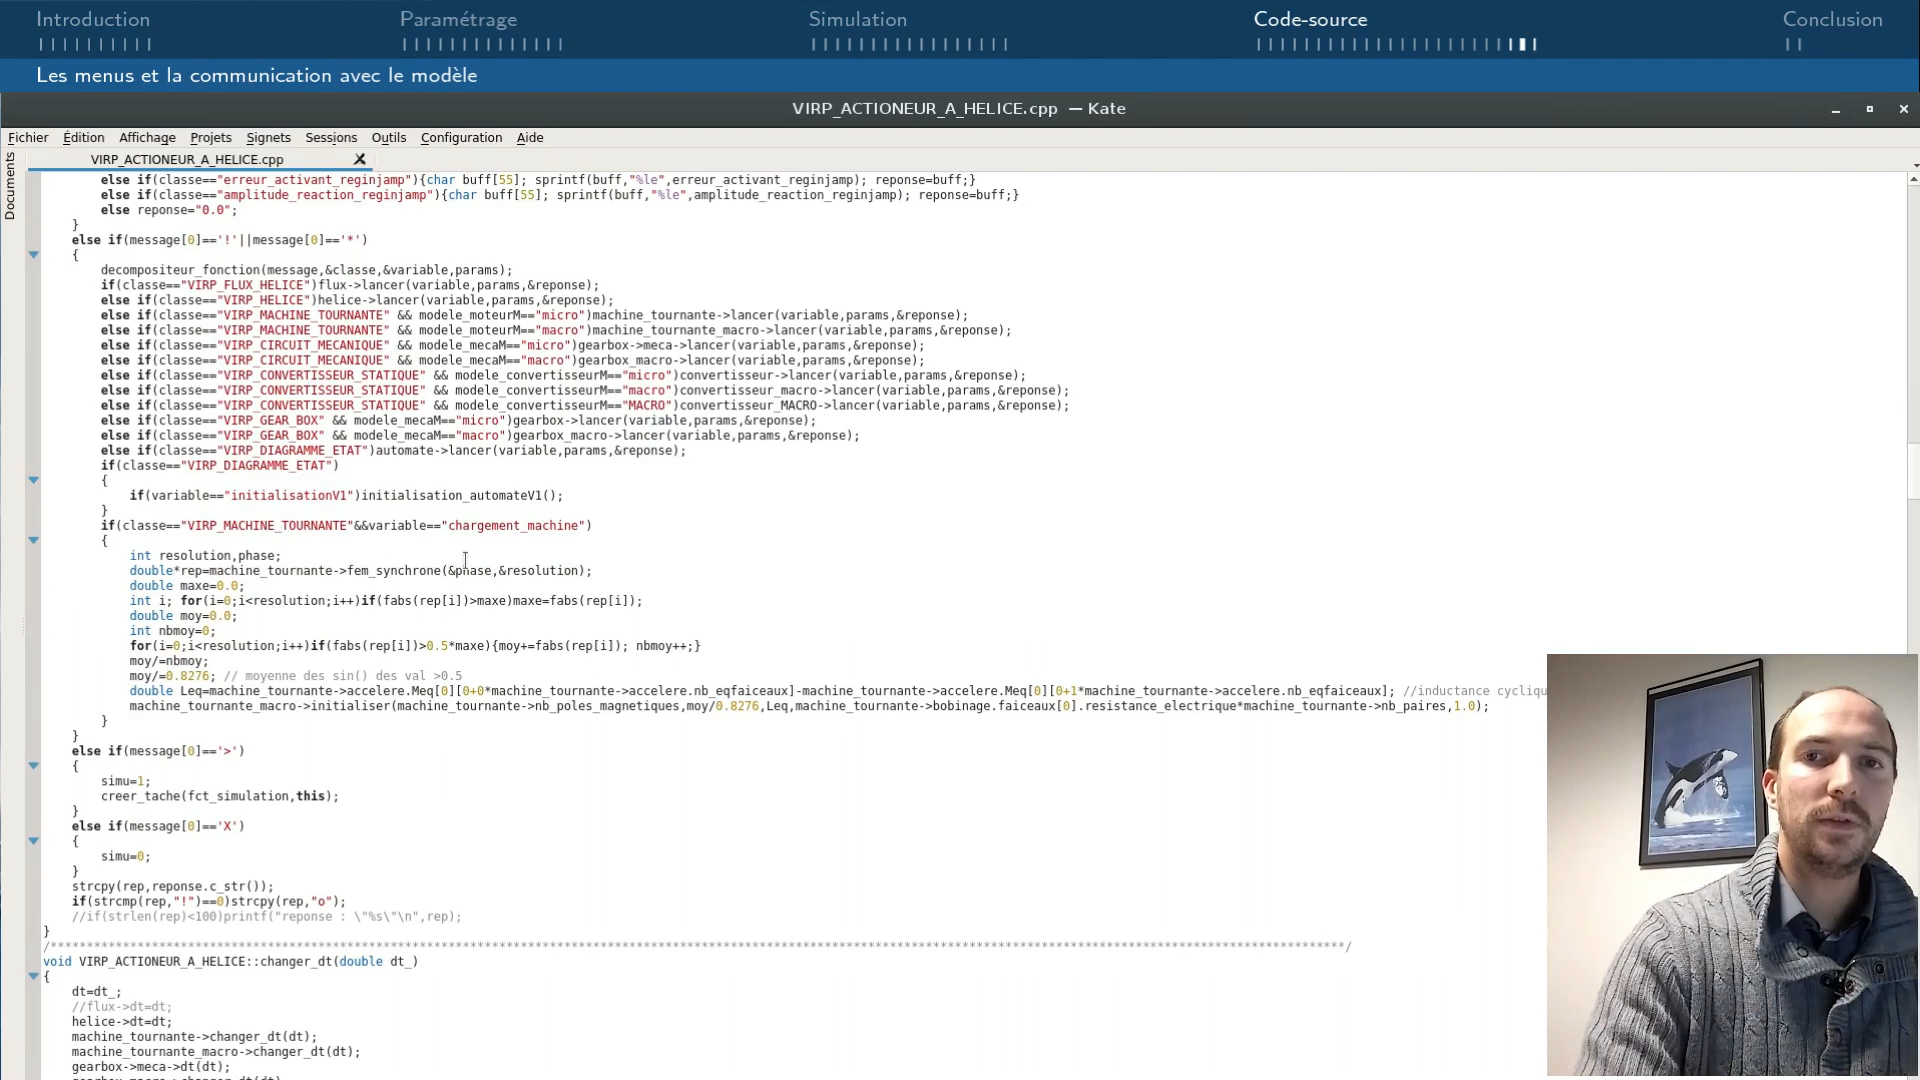 Introduction
Paramétrage
Simulation
Code-source
Conclusion
Les menus et la communication avec le modèle
VIRP_ACTIONEUR_A_HELICE.cpp — Kate
Fichier Édition Affichage Projets Signets Sessions Outils Configuration Aide
Documents
VIRP_ACTIONEUR_A_HELICE.cpp
else if(classe=="erreur_activant_reginjamp"){char buff[55]; sprintf(buff,"%le",erreur_activant_reginjamp); reponse=buff;}
else if(classe=="amplitude_reaction_reginjamp"){char buff[55]; sprintf(buff,"%le",amplitude_reaction_reginjamp); reponse=buff;}
else reponse="0.0";
}
else if(message[0]=='!'||message[0]=='*')
{
decompositeur_fonction(message,&classe,&variable,params);
if(classe=="VIRP_FLUX_HELICE")flux->lancer(variable,params,&reponse);
else if(classe=="VIRP_HELICE")helice->lancer(variable,params,&reponse);
else if(classe=="VIRP_MACHINE_TOURNANTE" && modele_moteurM=="micro")machine_tournante->lancer(variable,params,&reponse);
else if(classe=="VIRP_MACHINE_TOURNANTE" && modele_moteurM=="macro")machine_tournante_macro->lancer(variable,params,&reponse);
else if(classe=="VIRP_CIRCUIT_MECANIQUE" && modele_mecaM=="micro")gearbox->meca->lancer(variable,params,&reponse);
else if(classe=="VIRP_CIRCUIT_MECANIQUE" && modele_mecaM=="macro")gearbox_macro->lancer(variable,params,&reponse);
else if(classe=="VIRP_CONVERTISSEUR_STATIQUE" && modele_convertisseurM=="micro")convertisseur->lancer(variable,params,&reponse);
else if(classe=="VIRP_CONVERTISSEUR_STATIQUE" && modele_convertisseurM=="macro")convertisseur_macro->lancer(variable,params,&reponse);
else if(classe=="VIRP_CONVERTISSEUR_STATIQUE" && modele_convertisseurM=="MACRO")convertisseur_MACRO->lancer(variable,params,&reponse);
else if(classe=="VIRP_GEAR_BOX" && modele_mecaM=="micro")gearbox->lancer(variable,params,&reponse);
else if(classe=="VIRP_GEAR_BOX" && modele_mecaM=="macro")gearbox_macro->lancer(variable,params,&reponse);
else if(classe=="VIRP_DIAGRAMME_ETAT")automate->lancer(variable,params,&reponse);
if(classe=="VIRP_DIAGRAMME_ETAT")
{
if(variable=="initialisationV1")initialisation_automateV1();
}
if(classe=="VIRP_MACHINE_TOURNANTE"&&variable=="chargement_machine")
{
int resolution,phase;
double*rep=machine_tournante->fem_synchrone(&phase,&resolution);
double maxe=0.0;
int i; for(i=0;i<resolution;i++)if(fabs(rep[i])>maxe)maxe=fabs(rep[i]);
double moy=0.0;
int nbmoy=0;
for(i=0;i<resolution;i++)if(fabs(rep[i])>0.5*maxe){moy+=fabs(rep[i]); nbmoy++;}
moy/=nbmoy;
moy/=0.8276; // moyenne des sin() des val >0.5
double Leq=machine_tournante->accelere.Meq[0][0+0*machine_tournante->accelere.nb_eqfaiceaux]-machine_tournante->accelere.Meq[0][0+1*machine_tournante->accelere.nb_eqfaiceaux]; //inductance cycliqu
machine_tournante_macro->initialiser(machine_tournante->nb_poles_magnetiques,moy/0.8276,Leq,machine_tournante->bobinage.faiceaux[0].resistance_electrique*machine_tournante->nb_paires,1.0);
}
}
else if(message[0]=='>')
{
simu=1;
creer_tache(fct_simulation,this);
}
else if(message[0]=='X')
{
simu=0;
}
strcpy(rep,reponse.c_str());
if(strcmp(rep,"!")==0)strcpy(rep,"o");
//if(strlen(rep)<100)printf("reponse : \"%s\"\n",rep);
}
/************************************************************************************************************************************************************************************/
void VIRP_ACTIONEUR_A_HELICE::changer_dt(double dt_)
{
dt=dt_;
//flux->dt=dt;
helice->dt=dt;
machine_tournante->changer_dt(dt);
machine_tournante_macro->changer_dt(dt);
gearbox->meca->dt(dt);